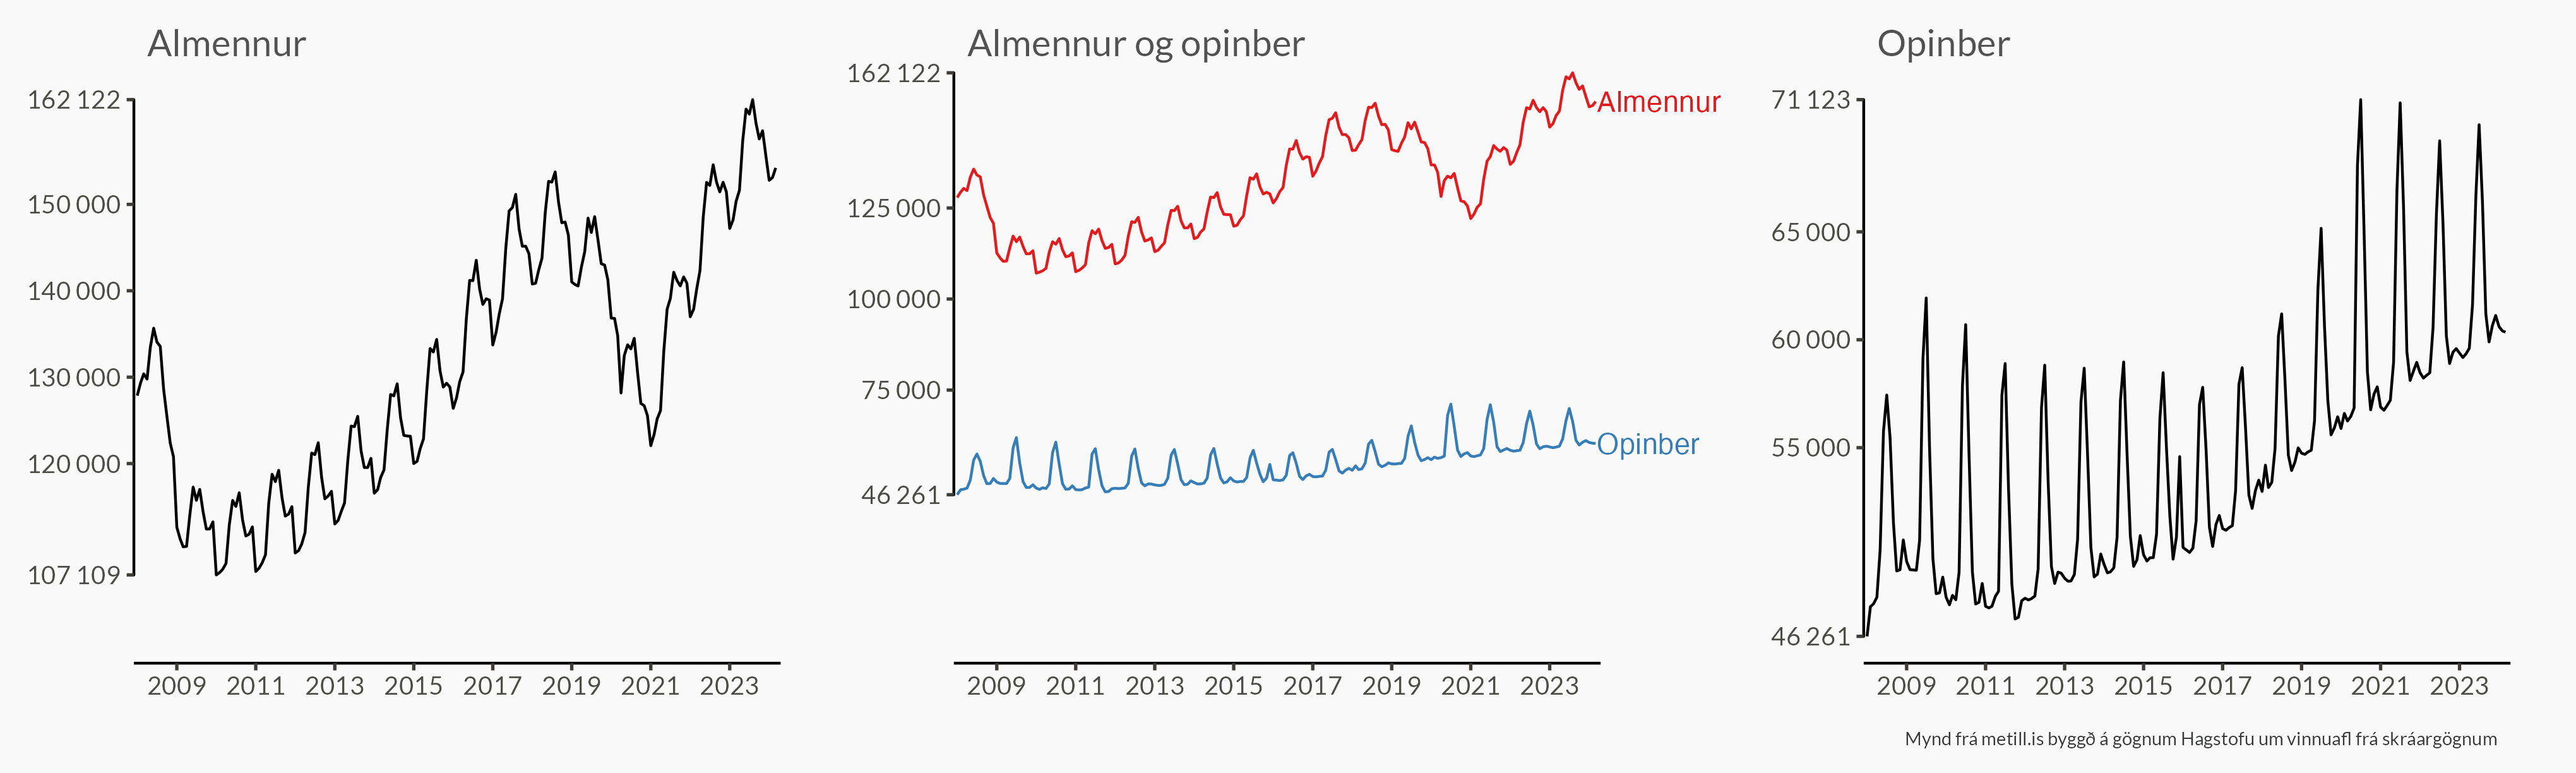 Almennur
162 122
150 000
140 000
130 000
120 000
107 109
2009 2011 2013 2015 2017 2019 2021 2023
Almennur og opinber
162 122
125 000
100 000
75 000
46 261
Almennur
Opinber
2009 2011 2013 2015 2017 2019 2021 2023
Opinber
71 123
65 000
60 000
55 000
46 261
2009 2011 2013 2015 2017 2019 2021 2023
Mynd frá metill.is byggð á gögnum Hagstofu um vinnuafl frá skráargögnum